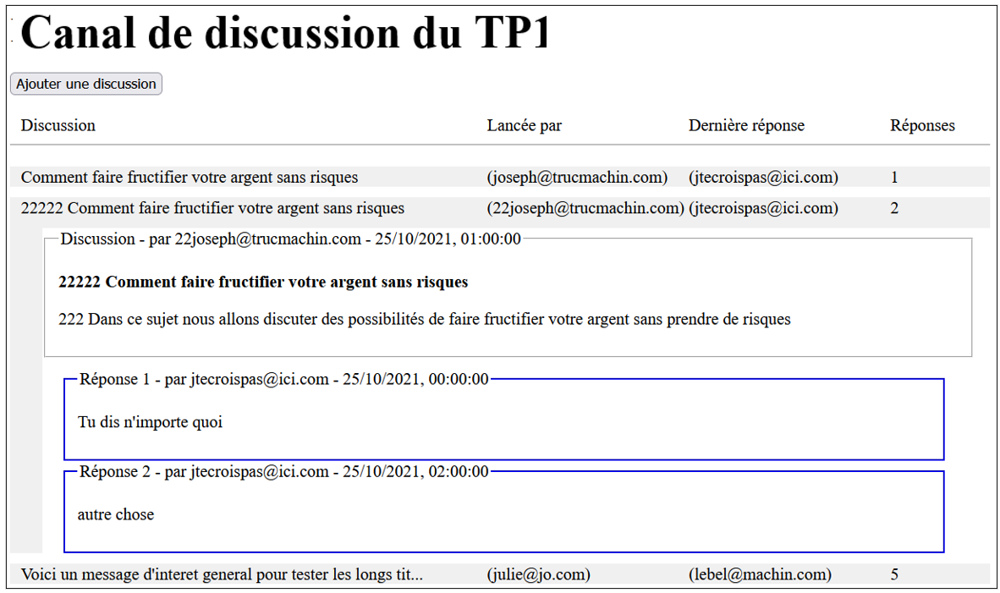 Canal de discussion du TP1
Ajouter une discussion
Discussion Lancée par Dernière réponse Réponses
Comment faire fructifier votre argent sans risques (joseph@trucmachin.com) (jtecroispas@ici.com) 1
22222 Comment faire fructifier votre argent sans risques (22joseph@trucmachin.com) (jtecroispas@ici.com) 2
Discussion - par 22joseph@trucmachin.com - 25/10/2021, 01:00:00
22222 Comment faire fructifier votre argent sans risques
222 Dans ce sujet nous allons discuter des possibilités de faire fructifier votre argent sans prendre de risques
Réponse 1 - par jtecroispas@ici.com - 25/10/2021, 00:00:00
Tu dis n'importe quoi
Réponse 2 - par jtecroispas@ici.com - 25/10/2021, 02:00:00
autre chose
Voici un message d'interet general pour tester les longs tit... (julie@jo.com) (lebel@machin.com) 5